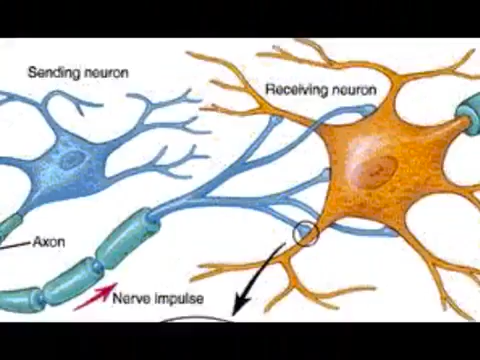 Sending neuron
Receiving neuron
Axon
Nerve impulse